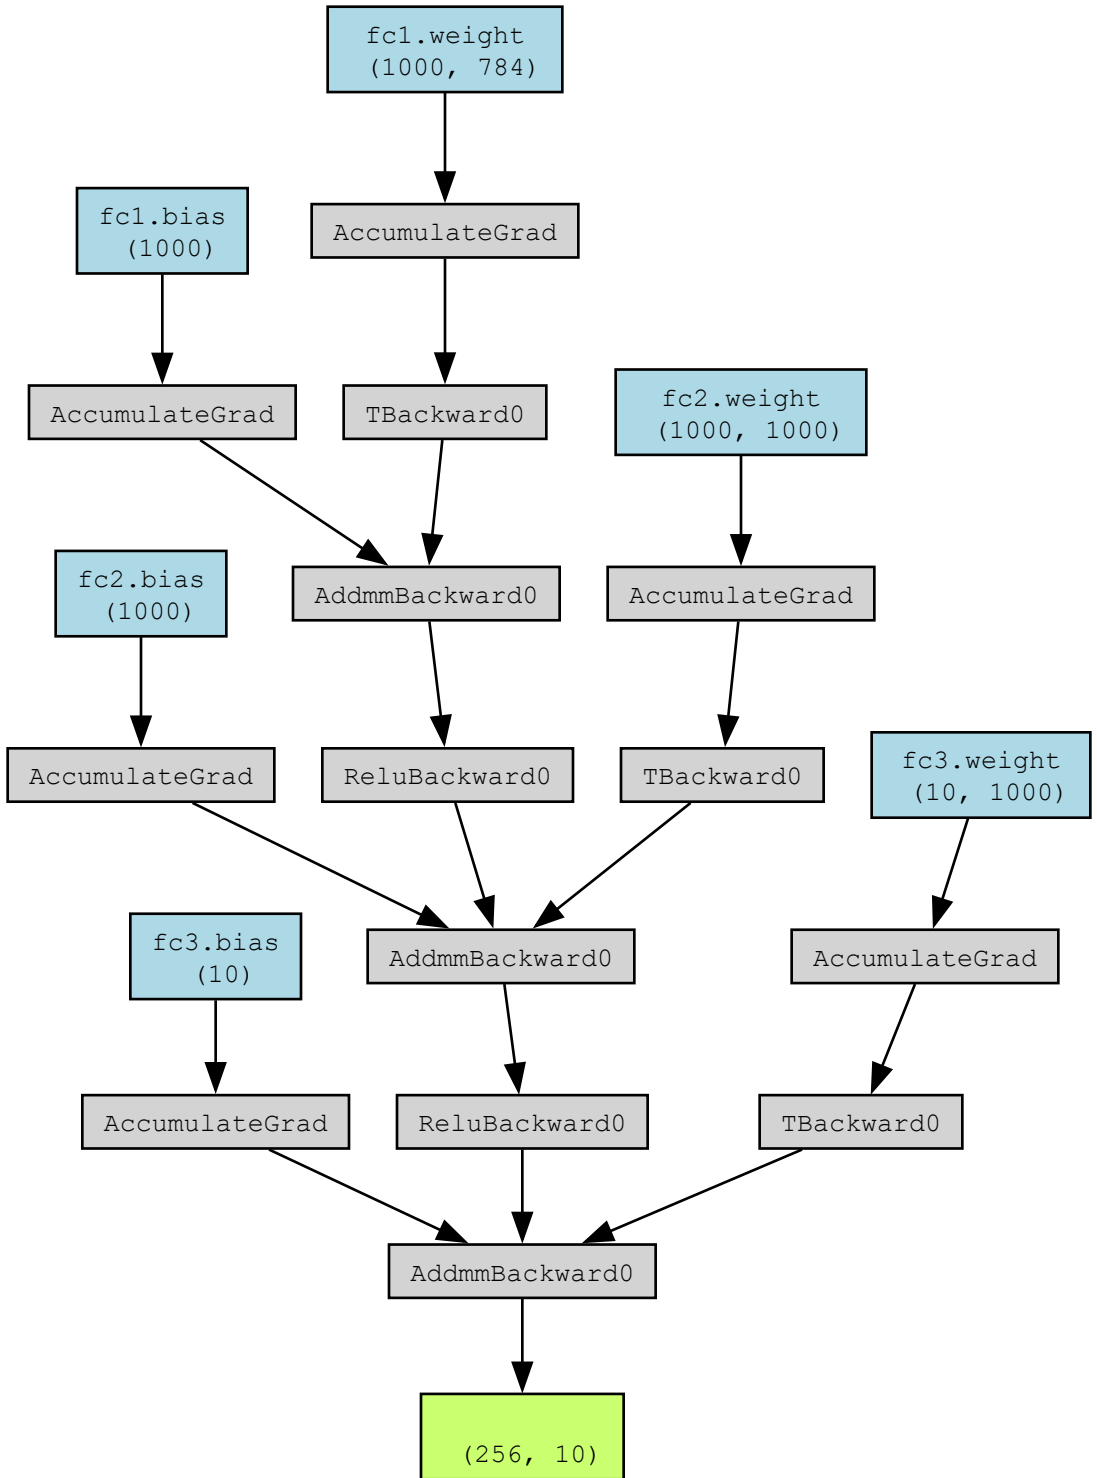 fc1.weight
(1000, 784)
fc1.bias
(1000)
AccumulateGrad
AccumulateGrad
TBackward0
fc2.weight
(1000, 1000)
fc2.bias
(1000)
AddmmBackward0
AccumulateGrad
AccumulateGrad
ReluBackward0
TBackward0
fc3.weight
(10, 1000)
fc3.bias
(10)
AddmmBackward0
AccumulateGrad
AccumulateGrad
ReluBackward0
TBackward0
AddmmBackward0
(256, 10)